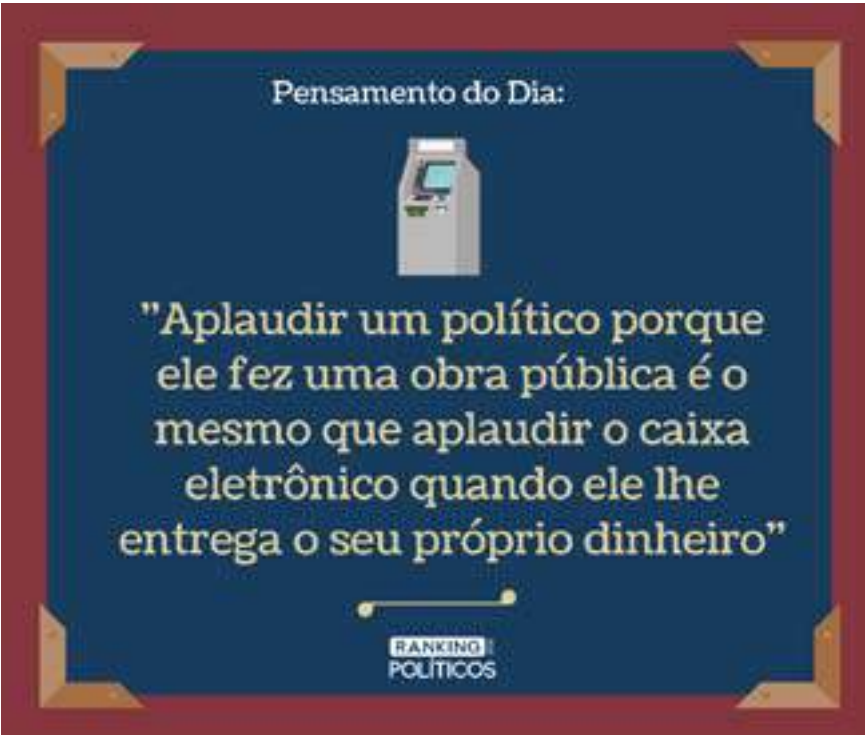 Pensamento do Dia:
"Aplaudir um político porque
ele fez uma obra pública é o
mesmo que aplaudir o caixa
eletrônico quando ele lhe
entrega o seu próprio dinheiro"
RANKING
POLÍTICOS